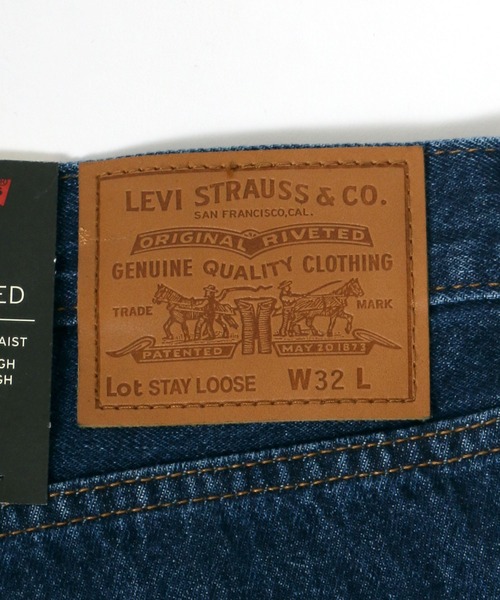 LEVI STRAUSS & CO.
SAN FRANCISCO,CAL.
ORIGINAL RIVETED
GENUINE QUALITY CLOTHING
TRADE MARK
PATENTED MAY 20 1873
Lot STAY LOOSE W32 L
ED
AIST
GH
GH